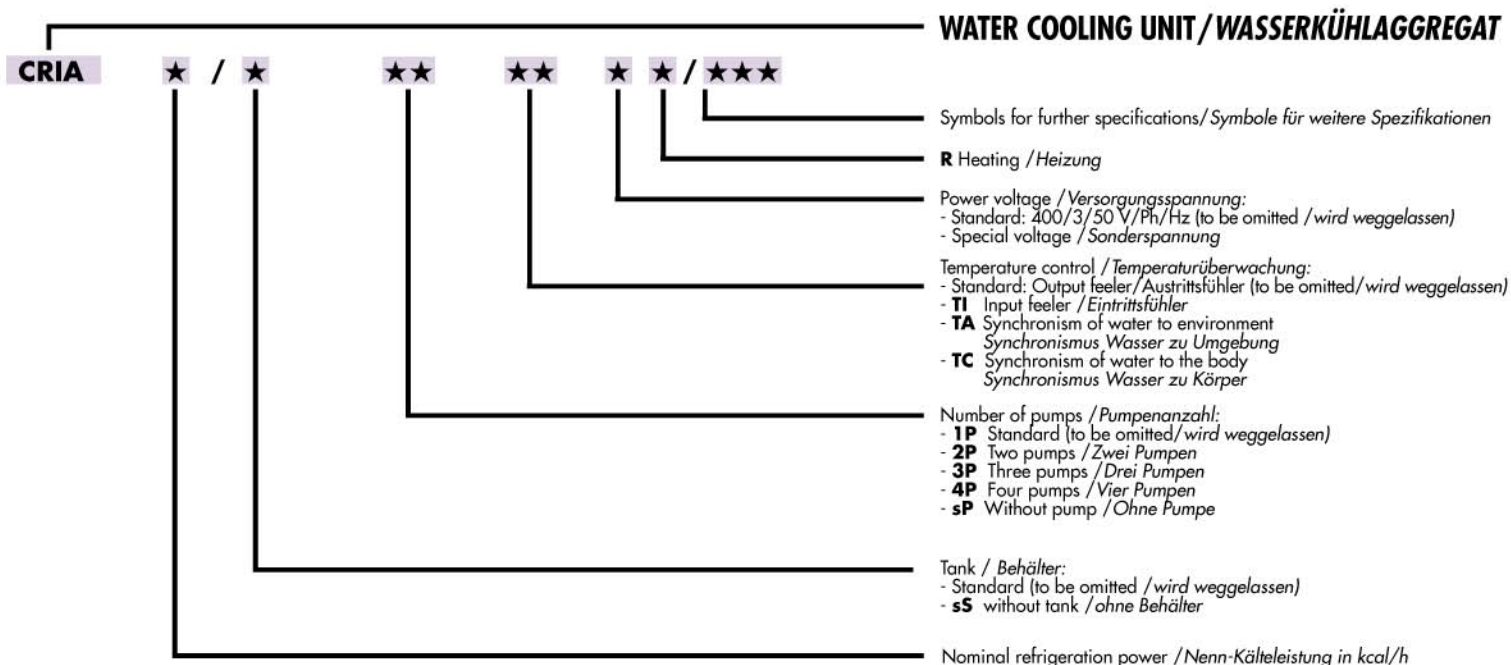 WATER COOLING UNIT/WASSERKÜHLAGGREGAT
CRIA ★ / ★ ★★ ★★ ★ ★ / ★★★
Symbols for further specifications/Symbole für weitere Spezifikationen
R Heating /Heizung
Power voltage /Versorgungsspannung:
- Standard: 400/3/50 V/Ph/Hz (to be omitted /wird weggelassen)
- Special voltage /Sonderspannung
Temperature control /Temperaturüberwachung:
- Standard: Output feeler/Austrittsfühler (to be omitted/wird weggelassen)
- TI Input feeler /Eintrittsfühler
- TA Synchronism of water to environment
Synchronismus Wasser zu Umgebung
- TC Synchronism of water to the body
Synchronismus Wasser zu Körper
Number of pumps /Pumpenanzahl:
- 1P Standard (to be omitted/wird weggelassen)
- 2P Two pumps /Zwei Pumpen
- 3P Three pumps /Drei Pumpen
- 4P Four pumps /Vier Pumpen
- sP Without pump /Ohne Pumpe
Tank / Behälter:
- Standard (to be omitted /wird weggelassen)
- sS without tank /ohne Behälter
Nominal refrigeration power /Nenn-Kälteleistung in kcal/h